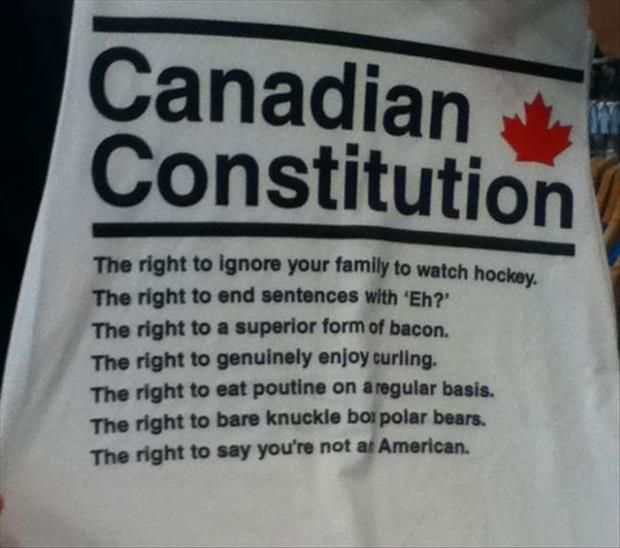 Canadian
Constitution
The right to ignore your family to watch hockey.
The right to end sentences with 'Eh?'
The right to a superior form of bacon.
The right to genuinely enjoy curling.
The right to eat poutine on a regular basis.
The right to bare knuckle box polar bears.
The right to say you're not an American.